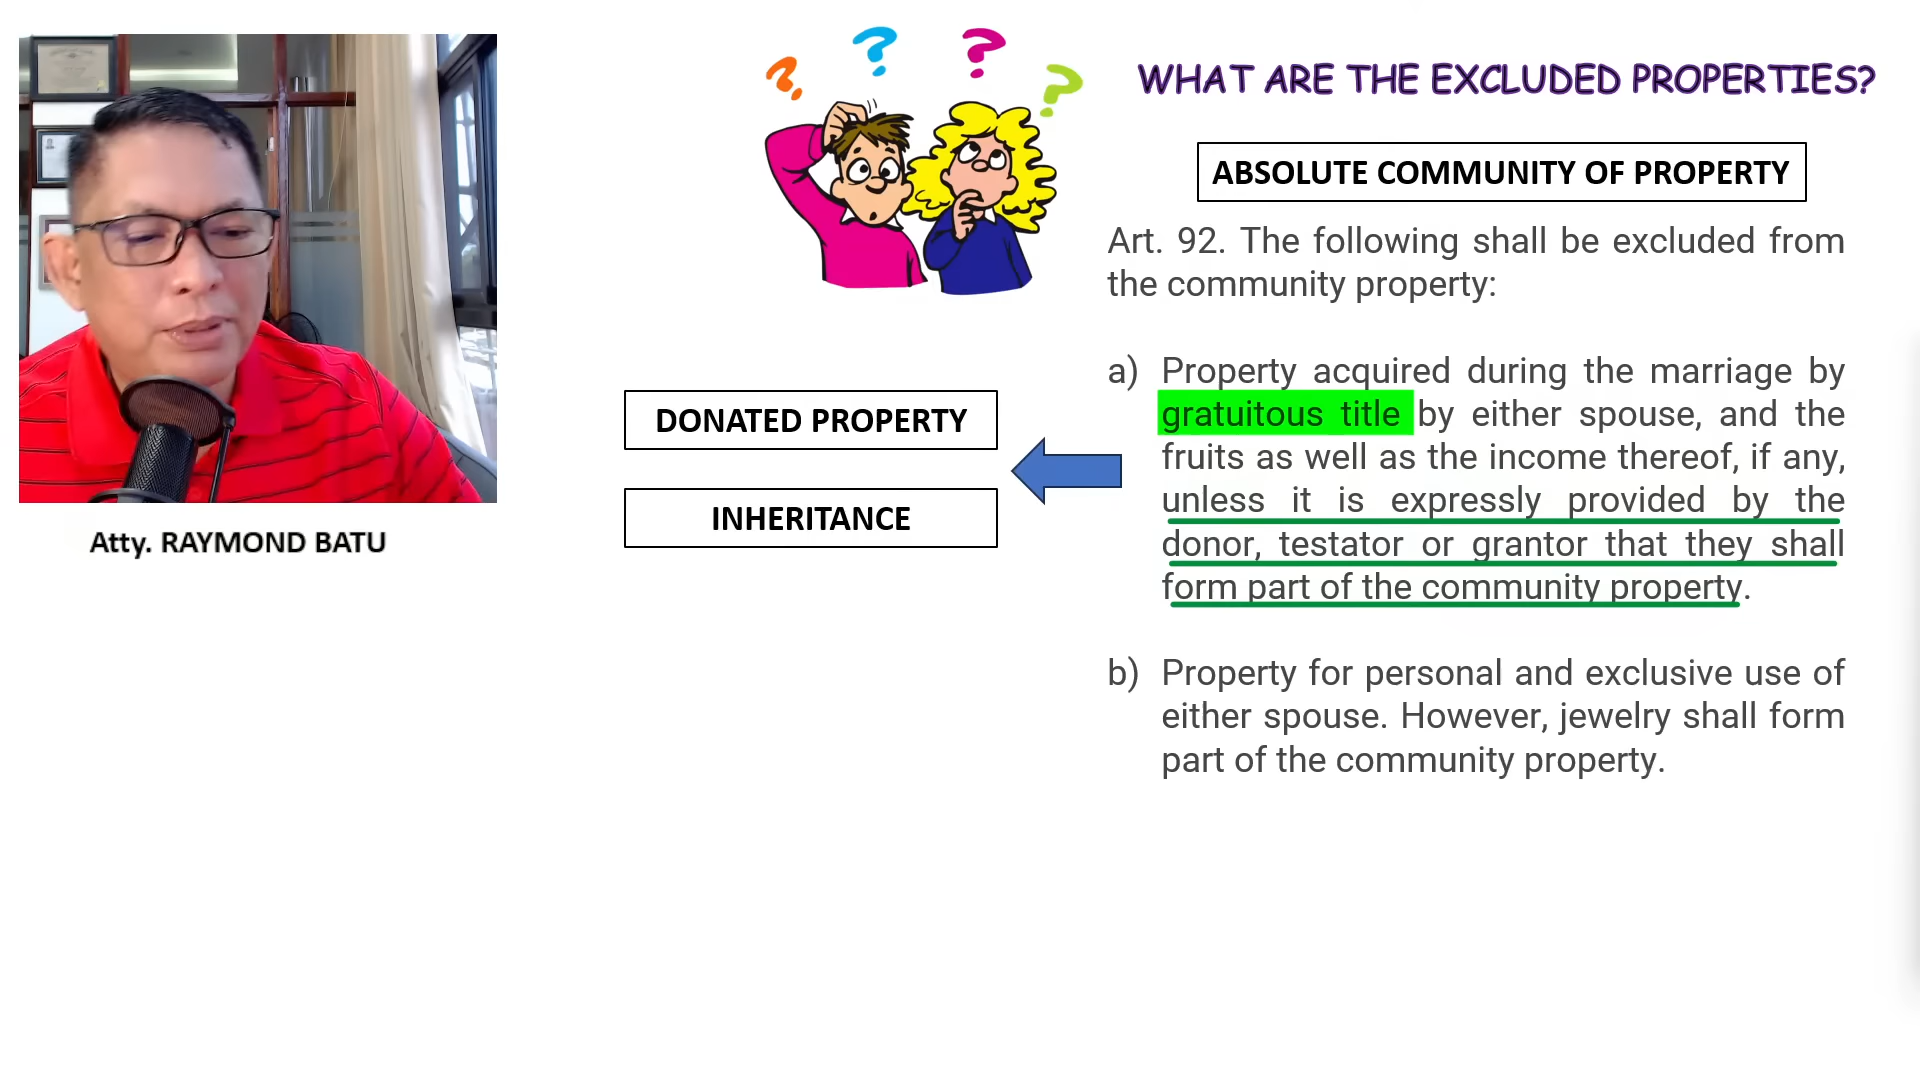 WHAT ARE THE EXCLUDED PROPERTIES?
ABSOLUTE COMMUNITY OF PROPERTY
Art. 92. The following shall be excluded from
the community property:
a) Property acquired during the marriage by
gratuitous title by either spouse, and the
fruits as well as the income thereof, if any,
unless it is expressly provided by the
donor, testator or grantor that they shall
form part of the community property.
b) Property for personal and exclusive use of
either spouse. However, jewelry shall form
part of the community property.
DONATED PROPERTY
INHERITANCE
Atty. RAYMOND BATU